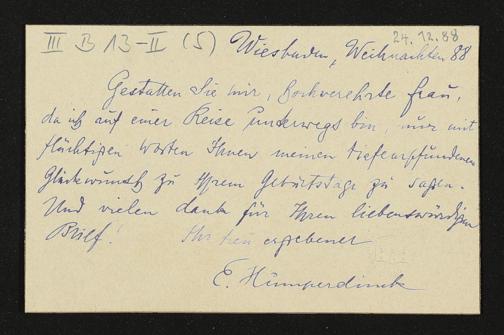 III B 13-II (5)
24.12.88
Wiesbaden, Weihnachten 88
Gestatten Sie mir, hochverehrte Frau,
da ich auf einer Reise unterwegs bin, nur mit
flüchtigen Worten Ihnen meinen tiefempfundenen
Glückwunsch zu Ihrem Geburtstage zu sagen.
Und vielen Dank für Ihren liebenswürdigen
Brief! Ihr treu ergebener
E. Humperdinck